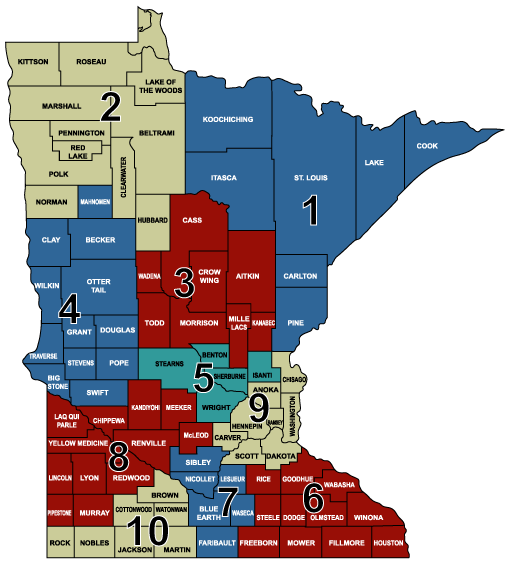 KITTSON
ROSEAU
LAKE OF
THE WOODS
MARSHALL
2
KOOCHICHING
PENNINGTON
BELTRAMI
RED
LAKE
COOK
LAKE
POLK
CLEARWATER
ITASCA
ST. LOUIS
NORMAN
MAHNOMEN
HUBBARD
CASS
1
CLAY
BECKER
WADENA
CROW
WING
AITKIN
CARLTON
WILKIN
OTTER
TAIL
3
4
GRANT
DOUGLAS
TODD
MORRISON
MILLE
LACS
KANABEC
PINE
TRAVERSE
STEVENS
POPE
STEARNS
BENTON
5
SHERBURNE
ISANTI
CHISAGO
BIG
STONE
SWIFT
ANOKA
WRIGHT
9
WASHINGTON
LAQ QUI
PARLE
CHIPPEWA
KANDIYOHI
MEEKER
HENNEPIN
RAMSEY
McLEOD
CARVER
YELLOW MEDICINE
RENVILLE
8
SCOTT
DAKOTA
SIBLEY
LINCOLN
LYON
REDWOOD
NICOLLET
LESUEUR
RICE
GOODHUE
WABASHA
BROWN
7
6
PIPESTONE
MURRAY
COTTONWOOD
WATONWAN
BLUE
EARTH
WASECA
STEELE
DODGE
OLMSTEAD
WINONA
10
ROCK
NOBLES
JACKSON
MARTIN
FARIBAULT
FREEBORN
MOWER
FILLMORE
HOUSTON